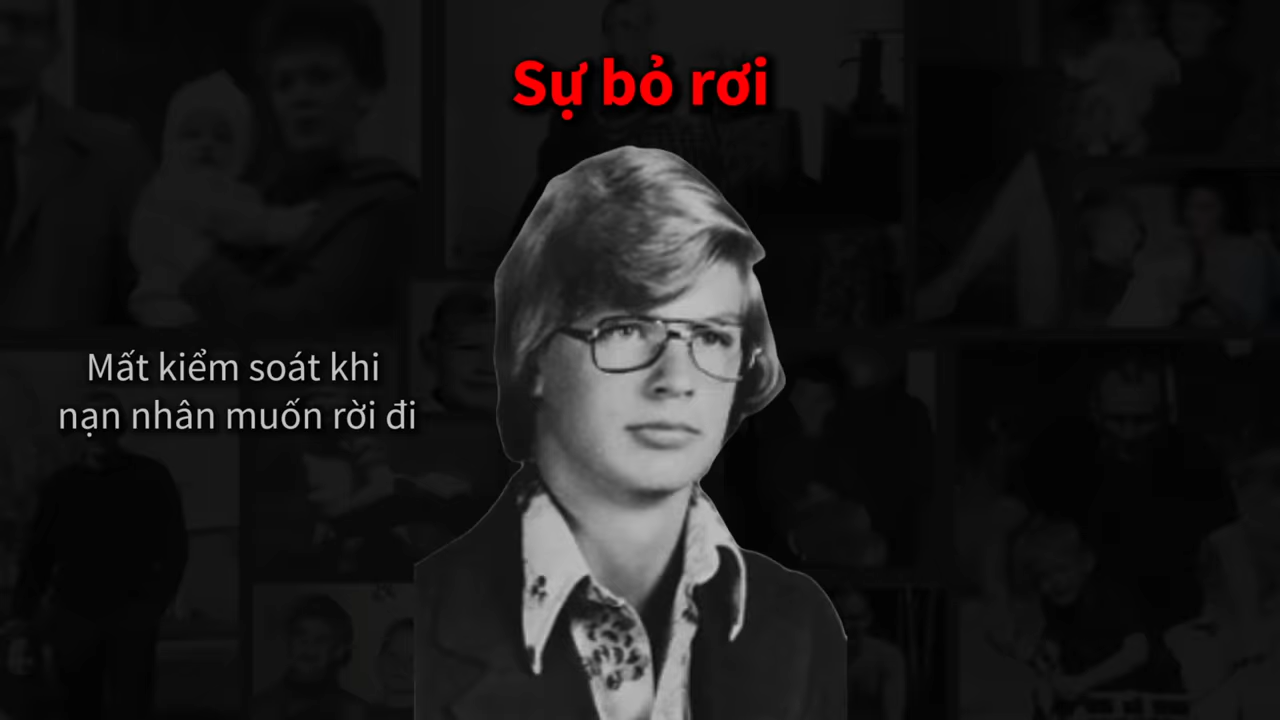 Sự bỏ rơi
Mất kiểm soát khi
nạn nhân muốn rời đi